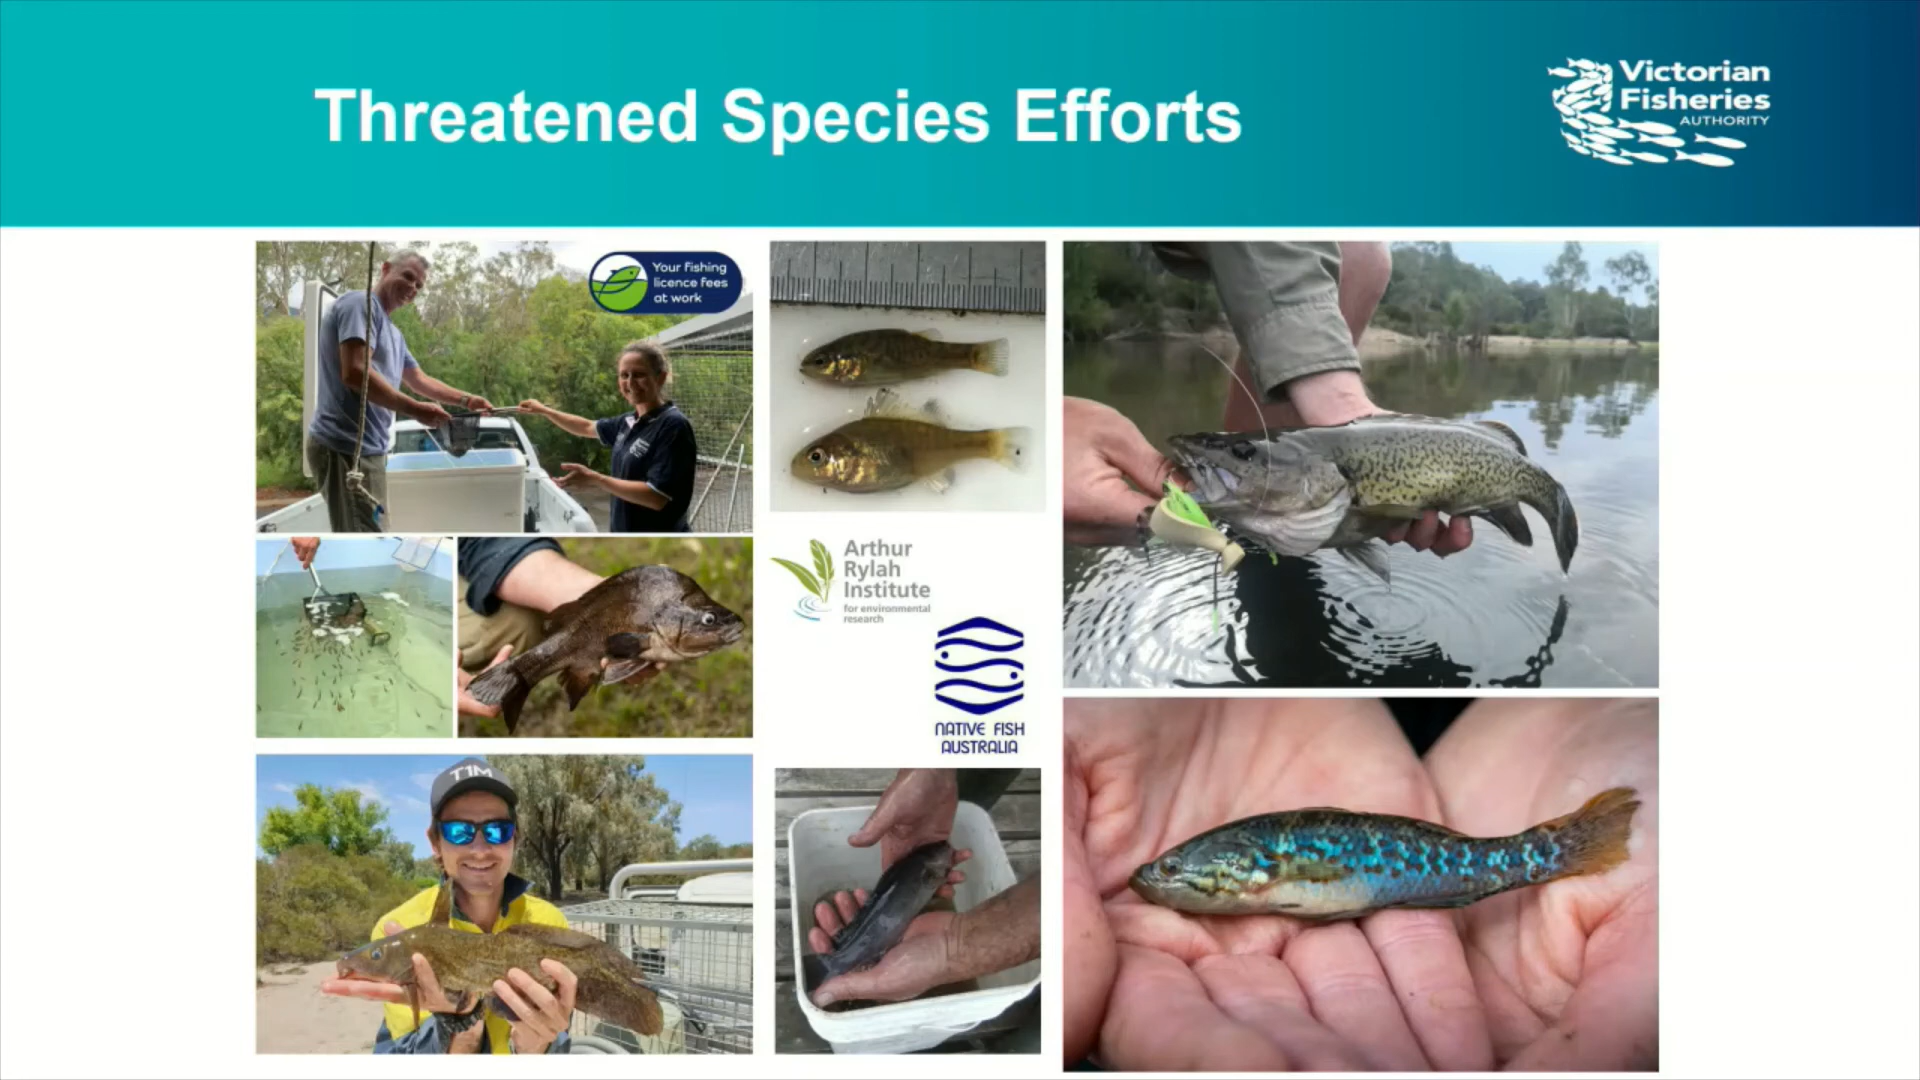 Threatened Species Efforts
Victorian
Fisheries
AUTHORITY
Your fishing
licence fees
at work
Arthur
Rylah
Institute
for environmental
research
NATIVE FISH
AUSTRALIA
T1M